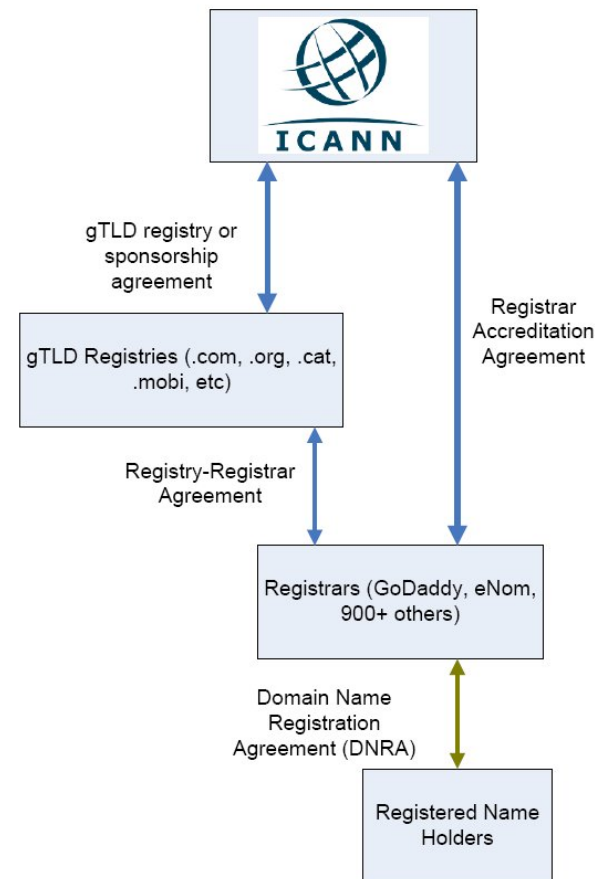 ICANN
gTLD registry or
sponsorship
agreement
Registrar
Accreditation
Agreement
gTLD Registries (.com, .org, .cat,
.mobi, etc)
Registry-Registrar
Agreement
Registrars (GoDaddy, eNom,
900+ others)
Domain Name
Registration
Agreement (DNRA)
Registered Name
Holders